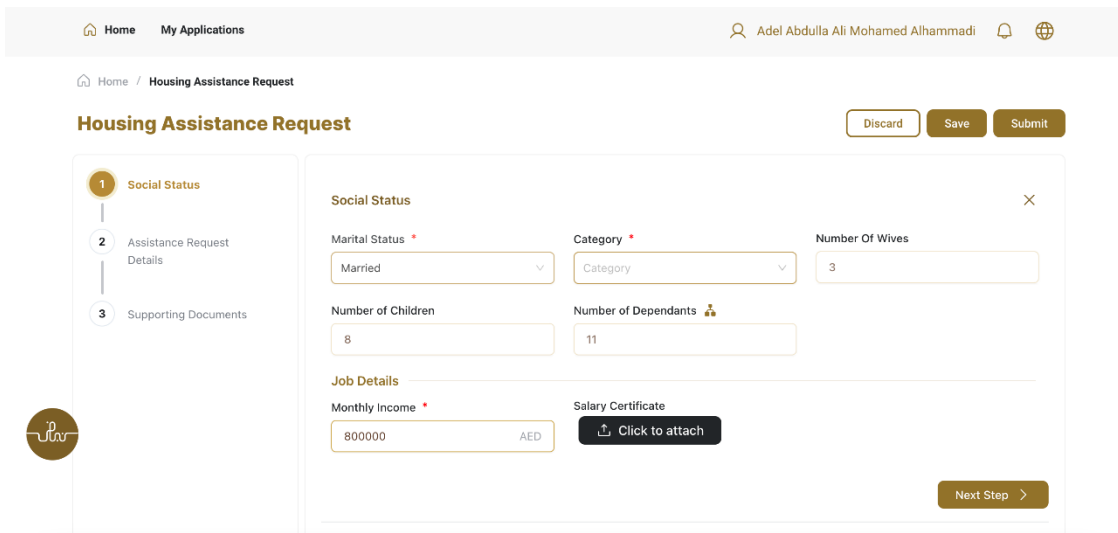 Home My Applications Adel Abdulla Ali Mohamed Alhammadi
Home / Housing Assistance Request
Housing Assistance Request Discard Save Submit
1 Social Status
2 Assistance Request
Details
3 Supporting Documents
Social Status
Marital Status * Category * Number Of Wives
Married Category 3
Number of Children Number of Dependants
8 11
Job Details
Monthly Income * Salary Certificate
800000 AED Click to attach
Next Step